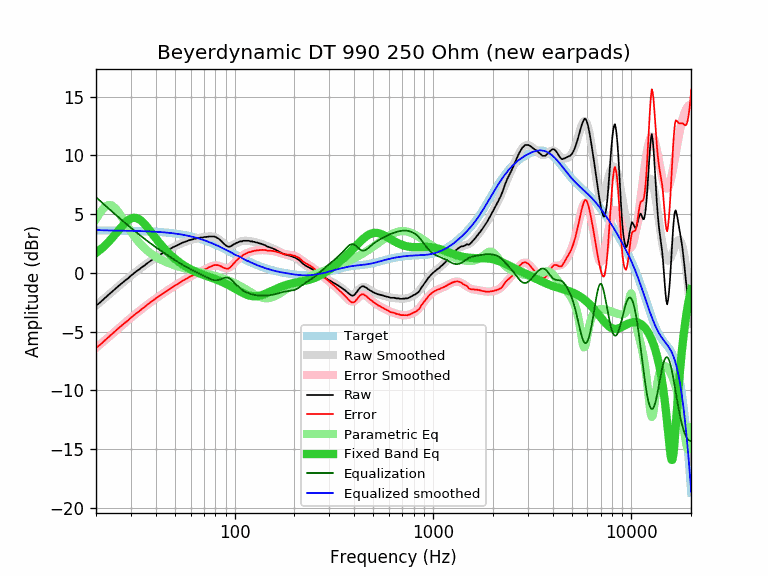 Beyerdynamic DT 990 250 Ohm (new earpads)
15
10
5
0
−5
−10
−15
−20
Amplitude (dBr)
Target
Raw Smoothed
Error Smoothed
Raw
Error
Parametric Eq
Fixed Band Eq
Equalization
Equalized smoothed
100 1000 10000
Frequency (Hz)